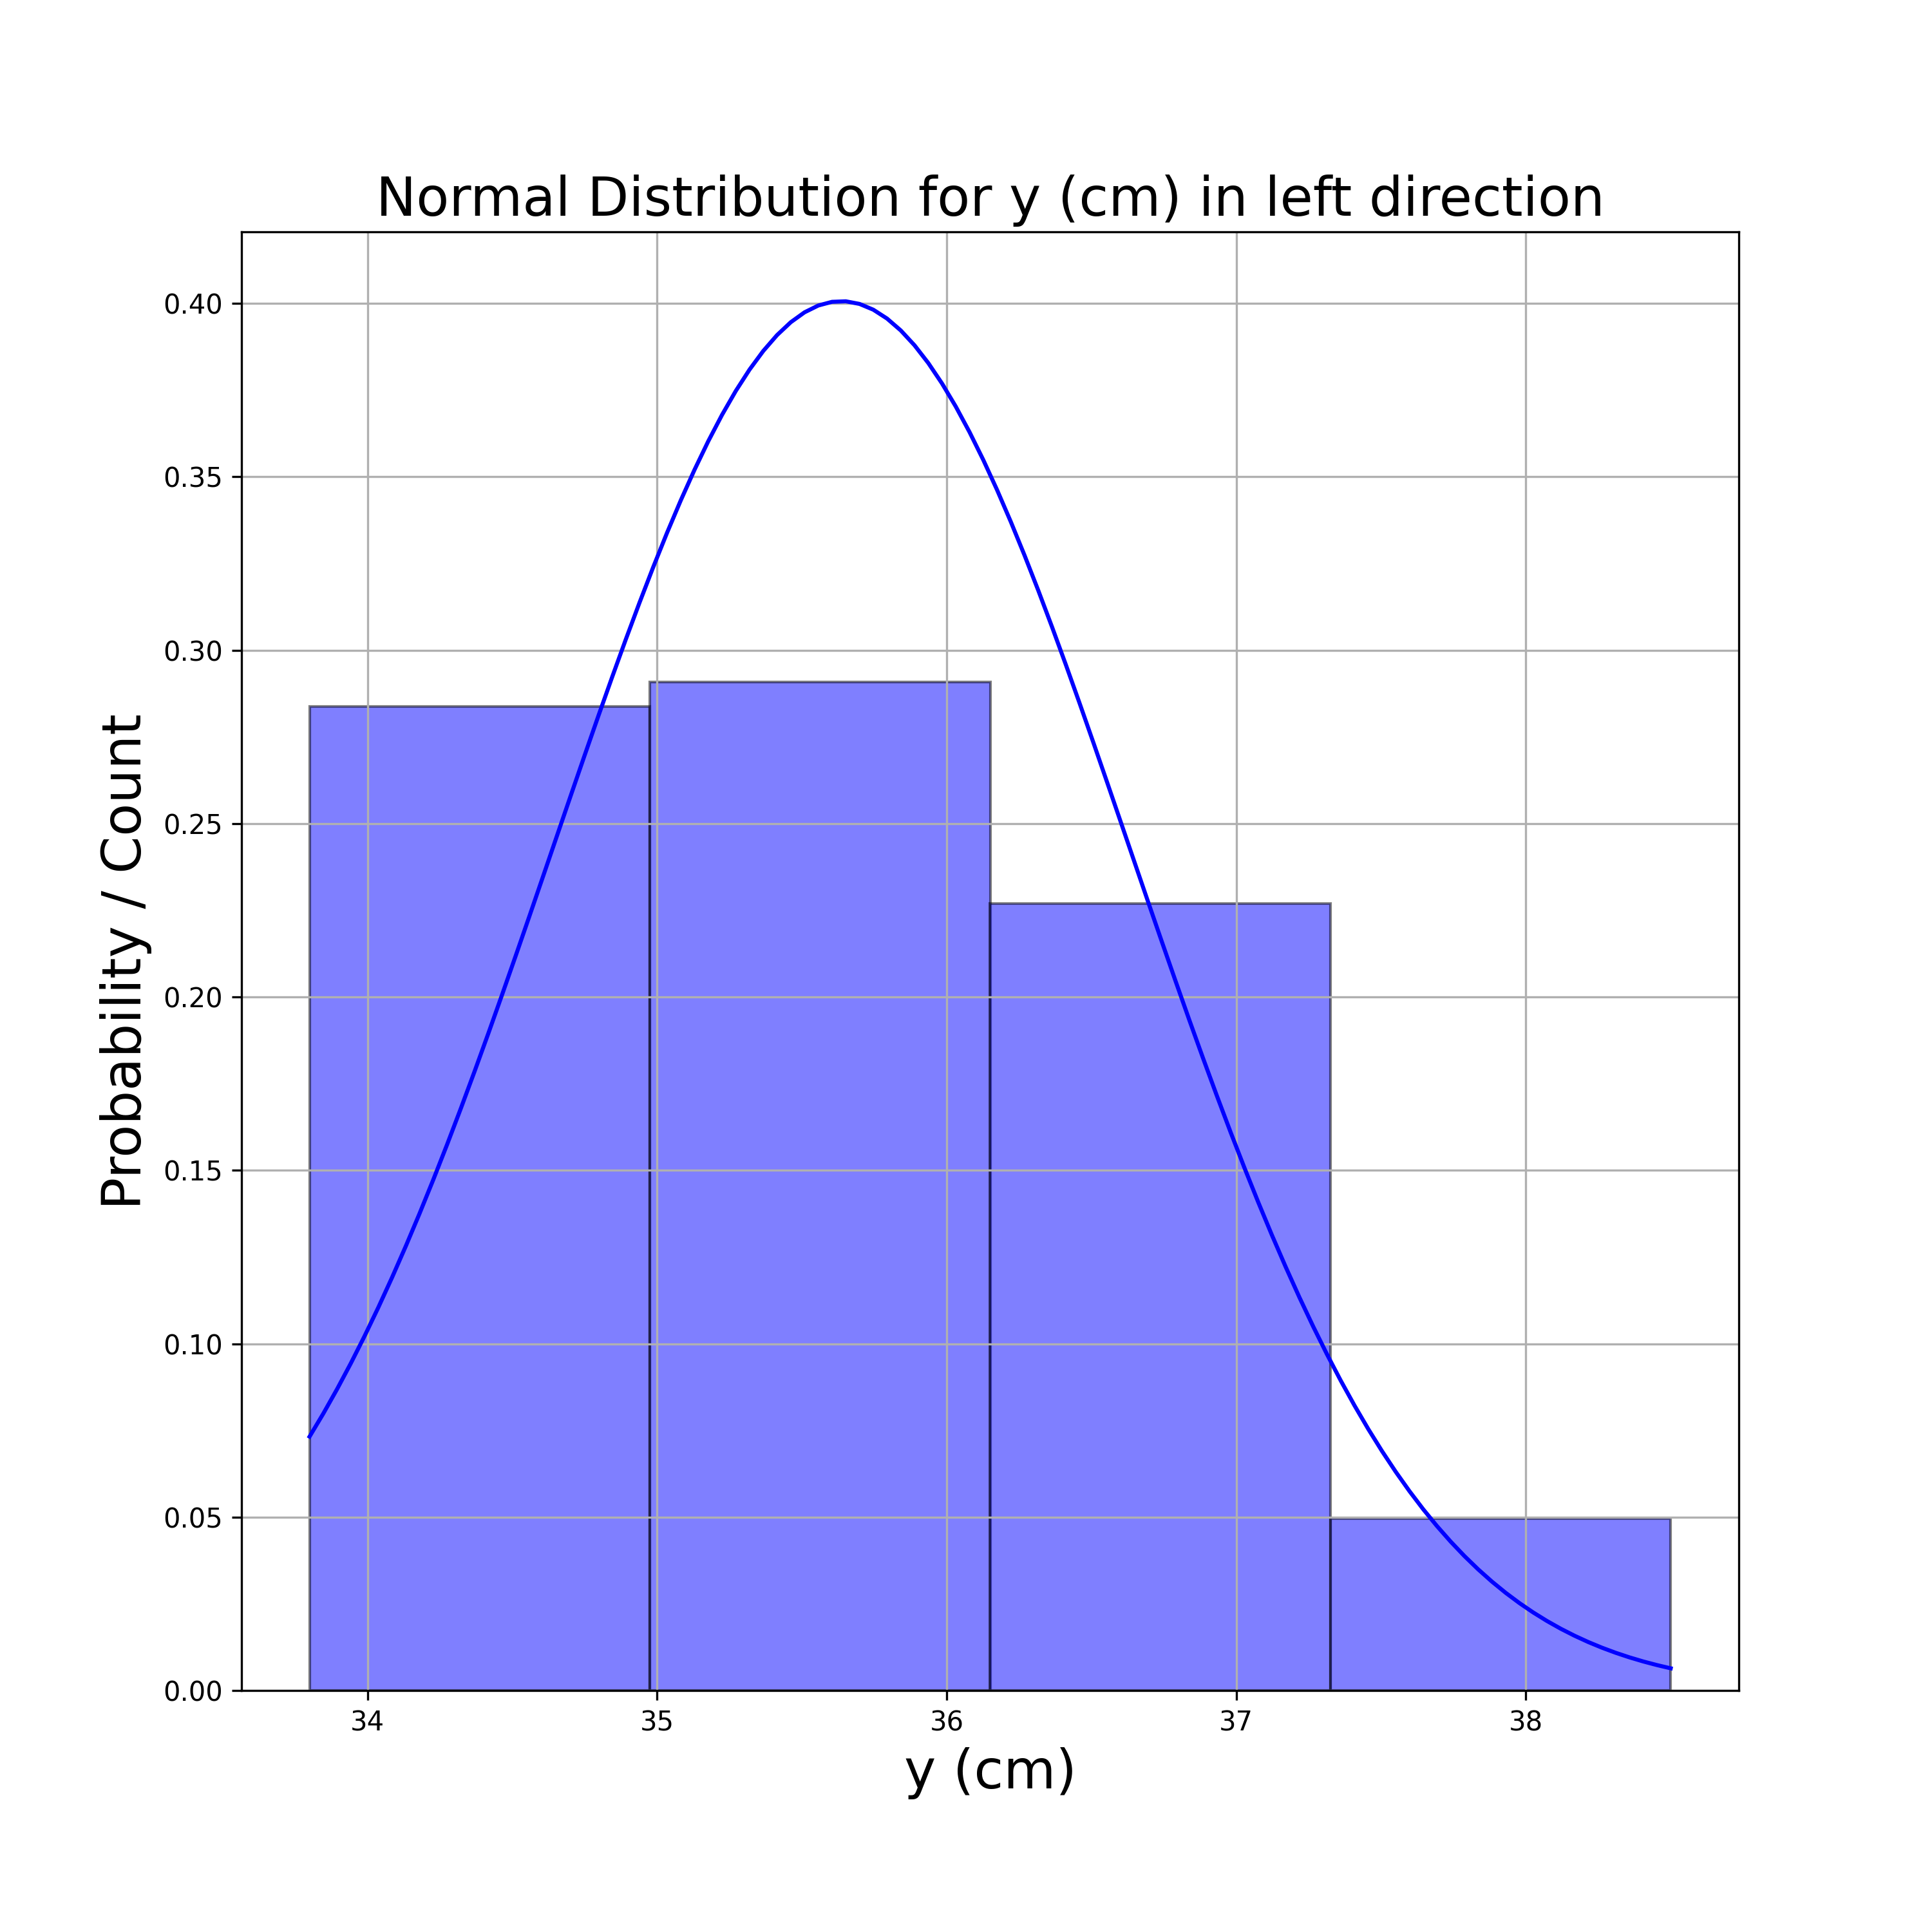 Normal Distribution for y (cm) in left direction
Probability / Count
0.40
0.35
0.30
0.25
0.20
0.15
0.10
0.05
0.00
34 35 36 37 38
y (cm)